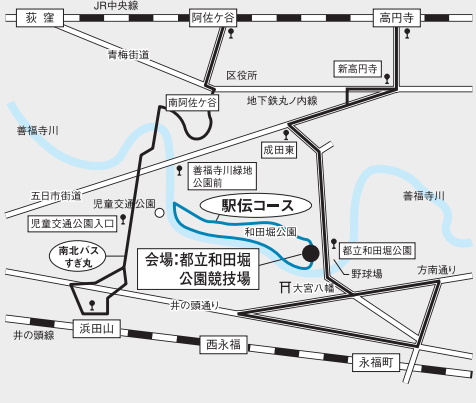 JR中央線
荻窪
阿佐ケ谷
高円寺
青梅街道
区役所
新高円寺
南阿佐ケ谷
地下鉄丸ノ内線
善福寺川
成田東
善福寺川緑地
公園前
五日市街道
児童交通公園
駅伝コース
善福寺川
児童交通公園入口
和田堀公園
南北バス
すぎ丸
会場:都立和田堀
公園競技場
都立和田堀公園
野球場
方南通り
大宮八幡
井の頭通り
浜田山
井の頭線
西永福
永福町